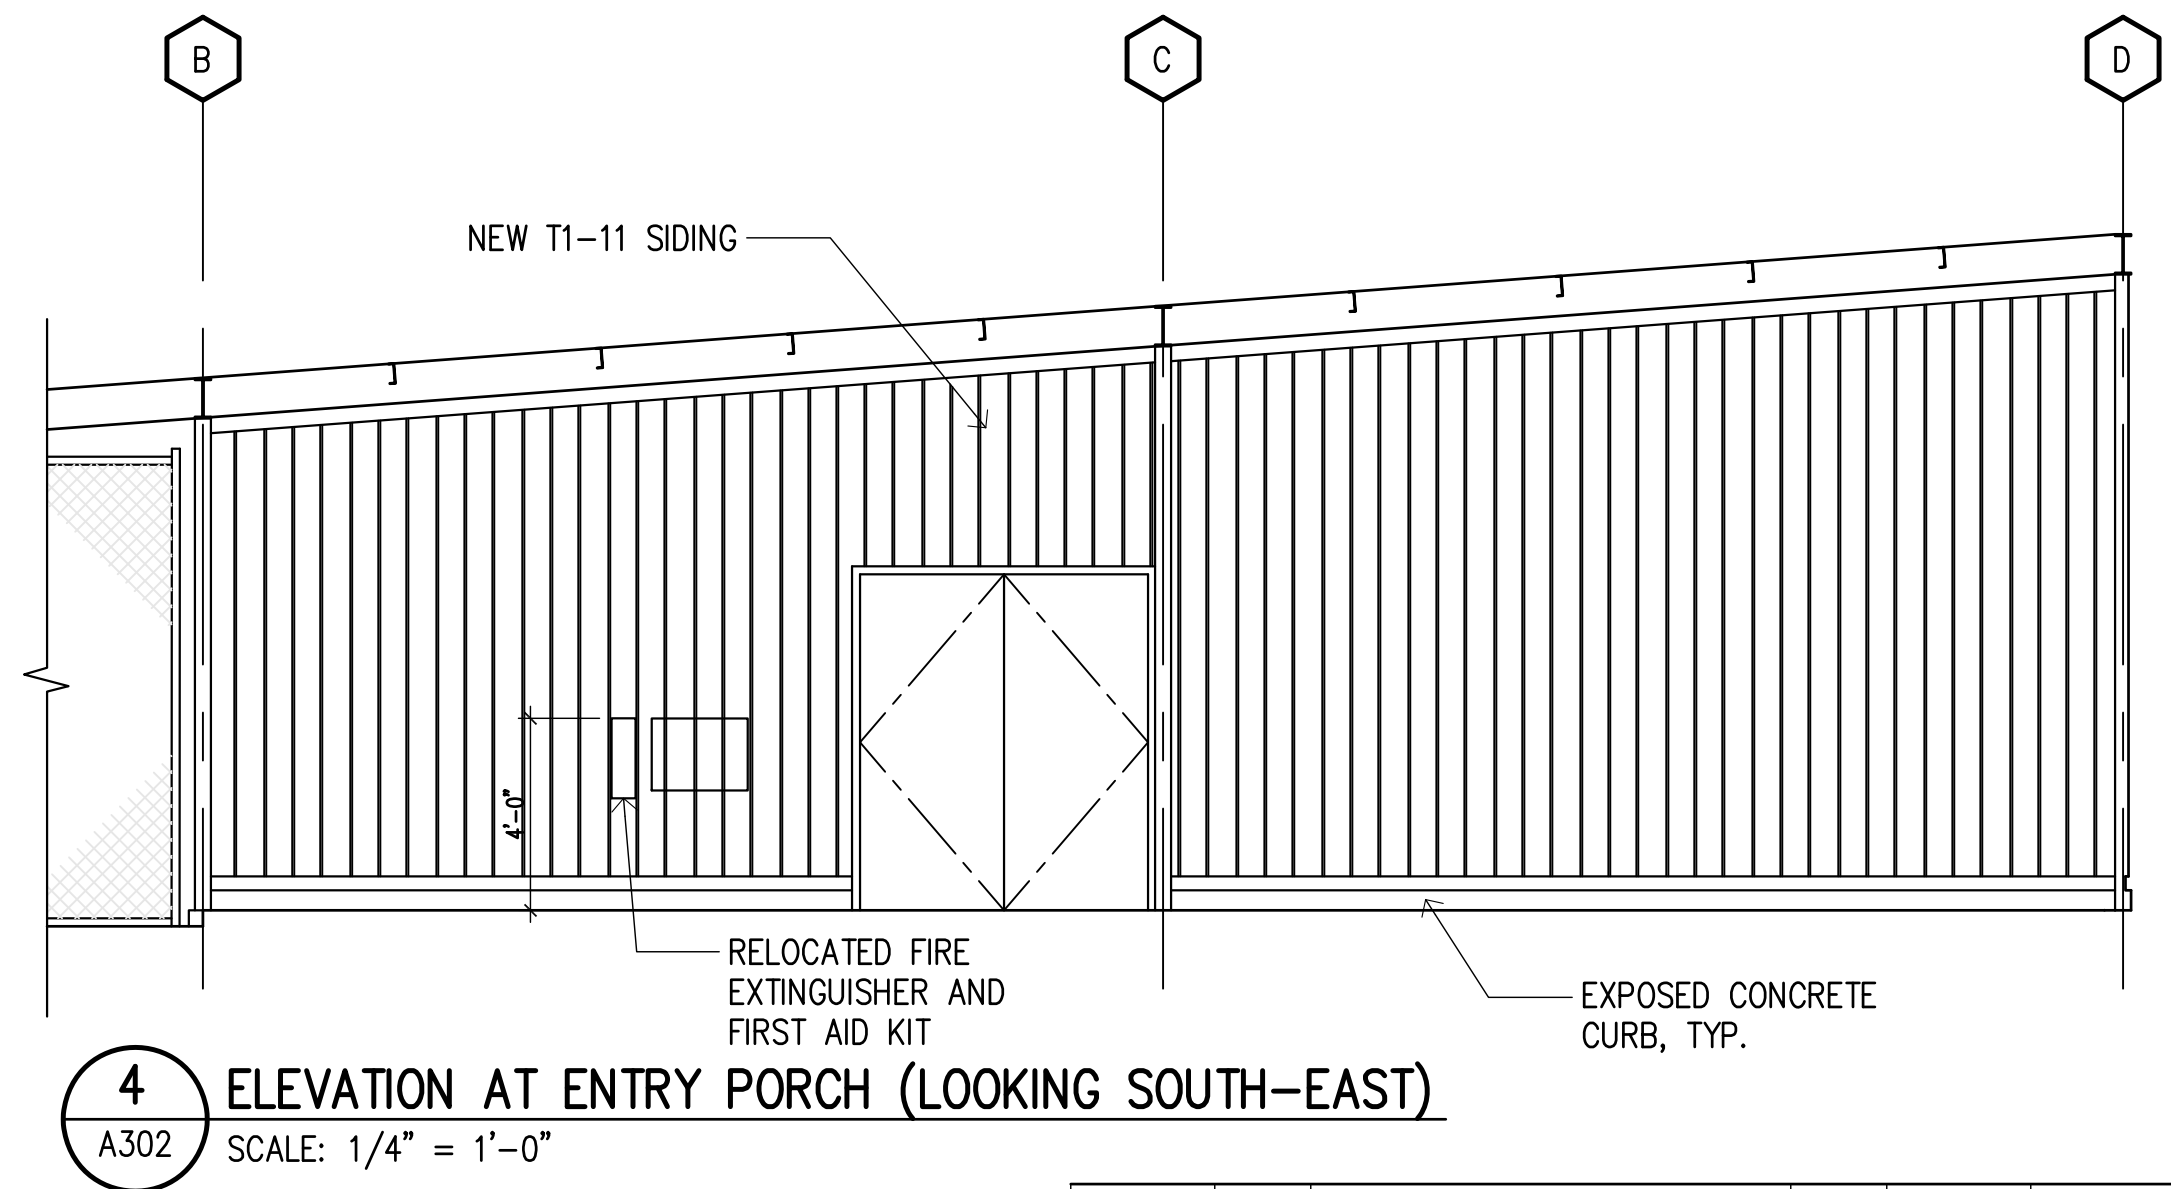 B
C
D
NEW T1-11 SIDING
4'-0"
RELOCATED FIRE
EXTINGUISHER AND
FIRST AID KIT
EXPOSED CONCRETE
CURB, TYP.
4
A302
ELEVATION AT ENTRY PORCH (LOOKING SOUTH-EAST)
SCALE: 1/4" = 1'-0"